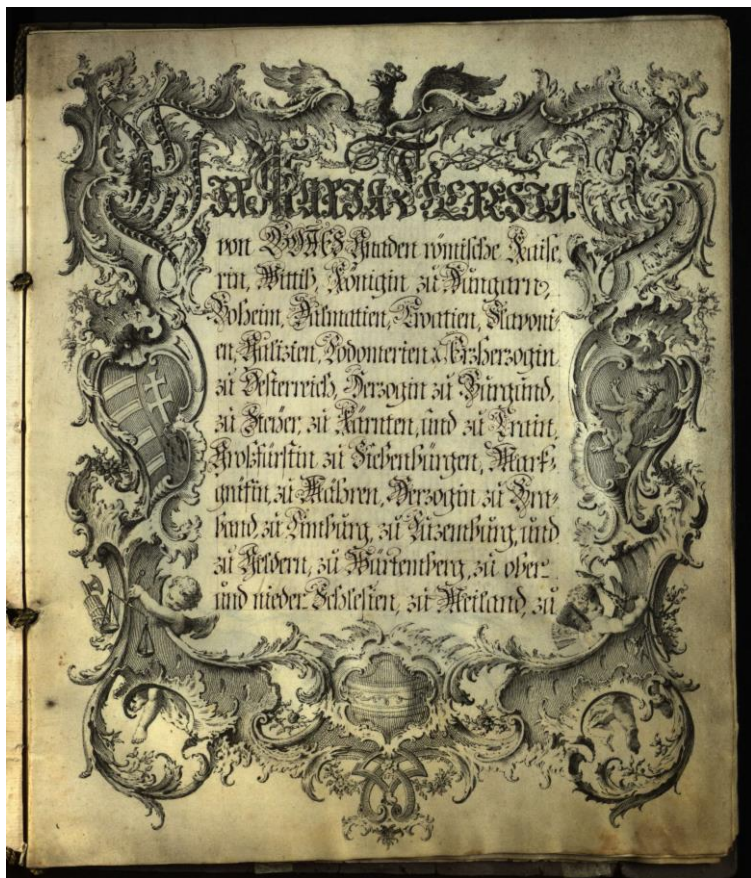 WIR MARIA THERESIA
von GOTTES Gnaden römische Kaise-
rin, Wittib, Königin zu Hungarn,
Boheim, Dalmatien, Croatien, Slavoni-
en, Galizien, Lodomerien &. Erzherzogin
zu Oesterreich, Herzogin zu Burgund,
zu Steyer, zu Kärnten, und zu Crain,
Großfürstin zu Siebenbürgen, Mark-
gräfin zu Mähren, Herzogin zu Bra-
band, zu Limburg, zu Luzemburg, und
zu Geldern, zu Würtemberg, zu ober-
und nieder-Schlesien, zu Meiland, zu